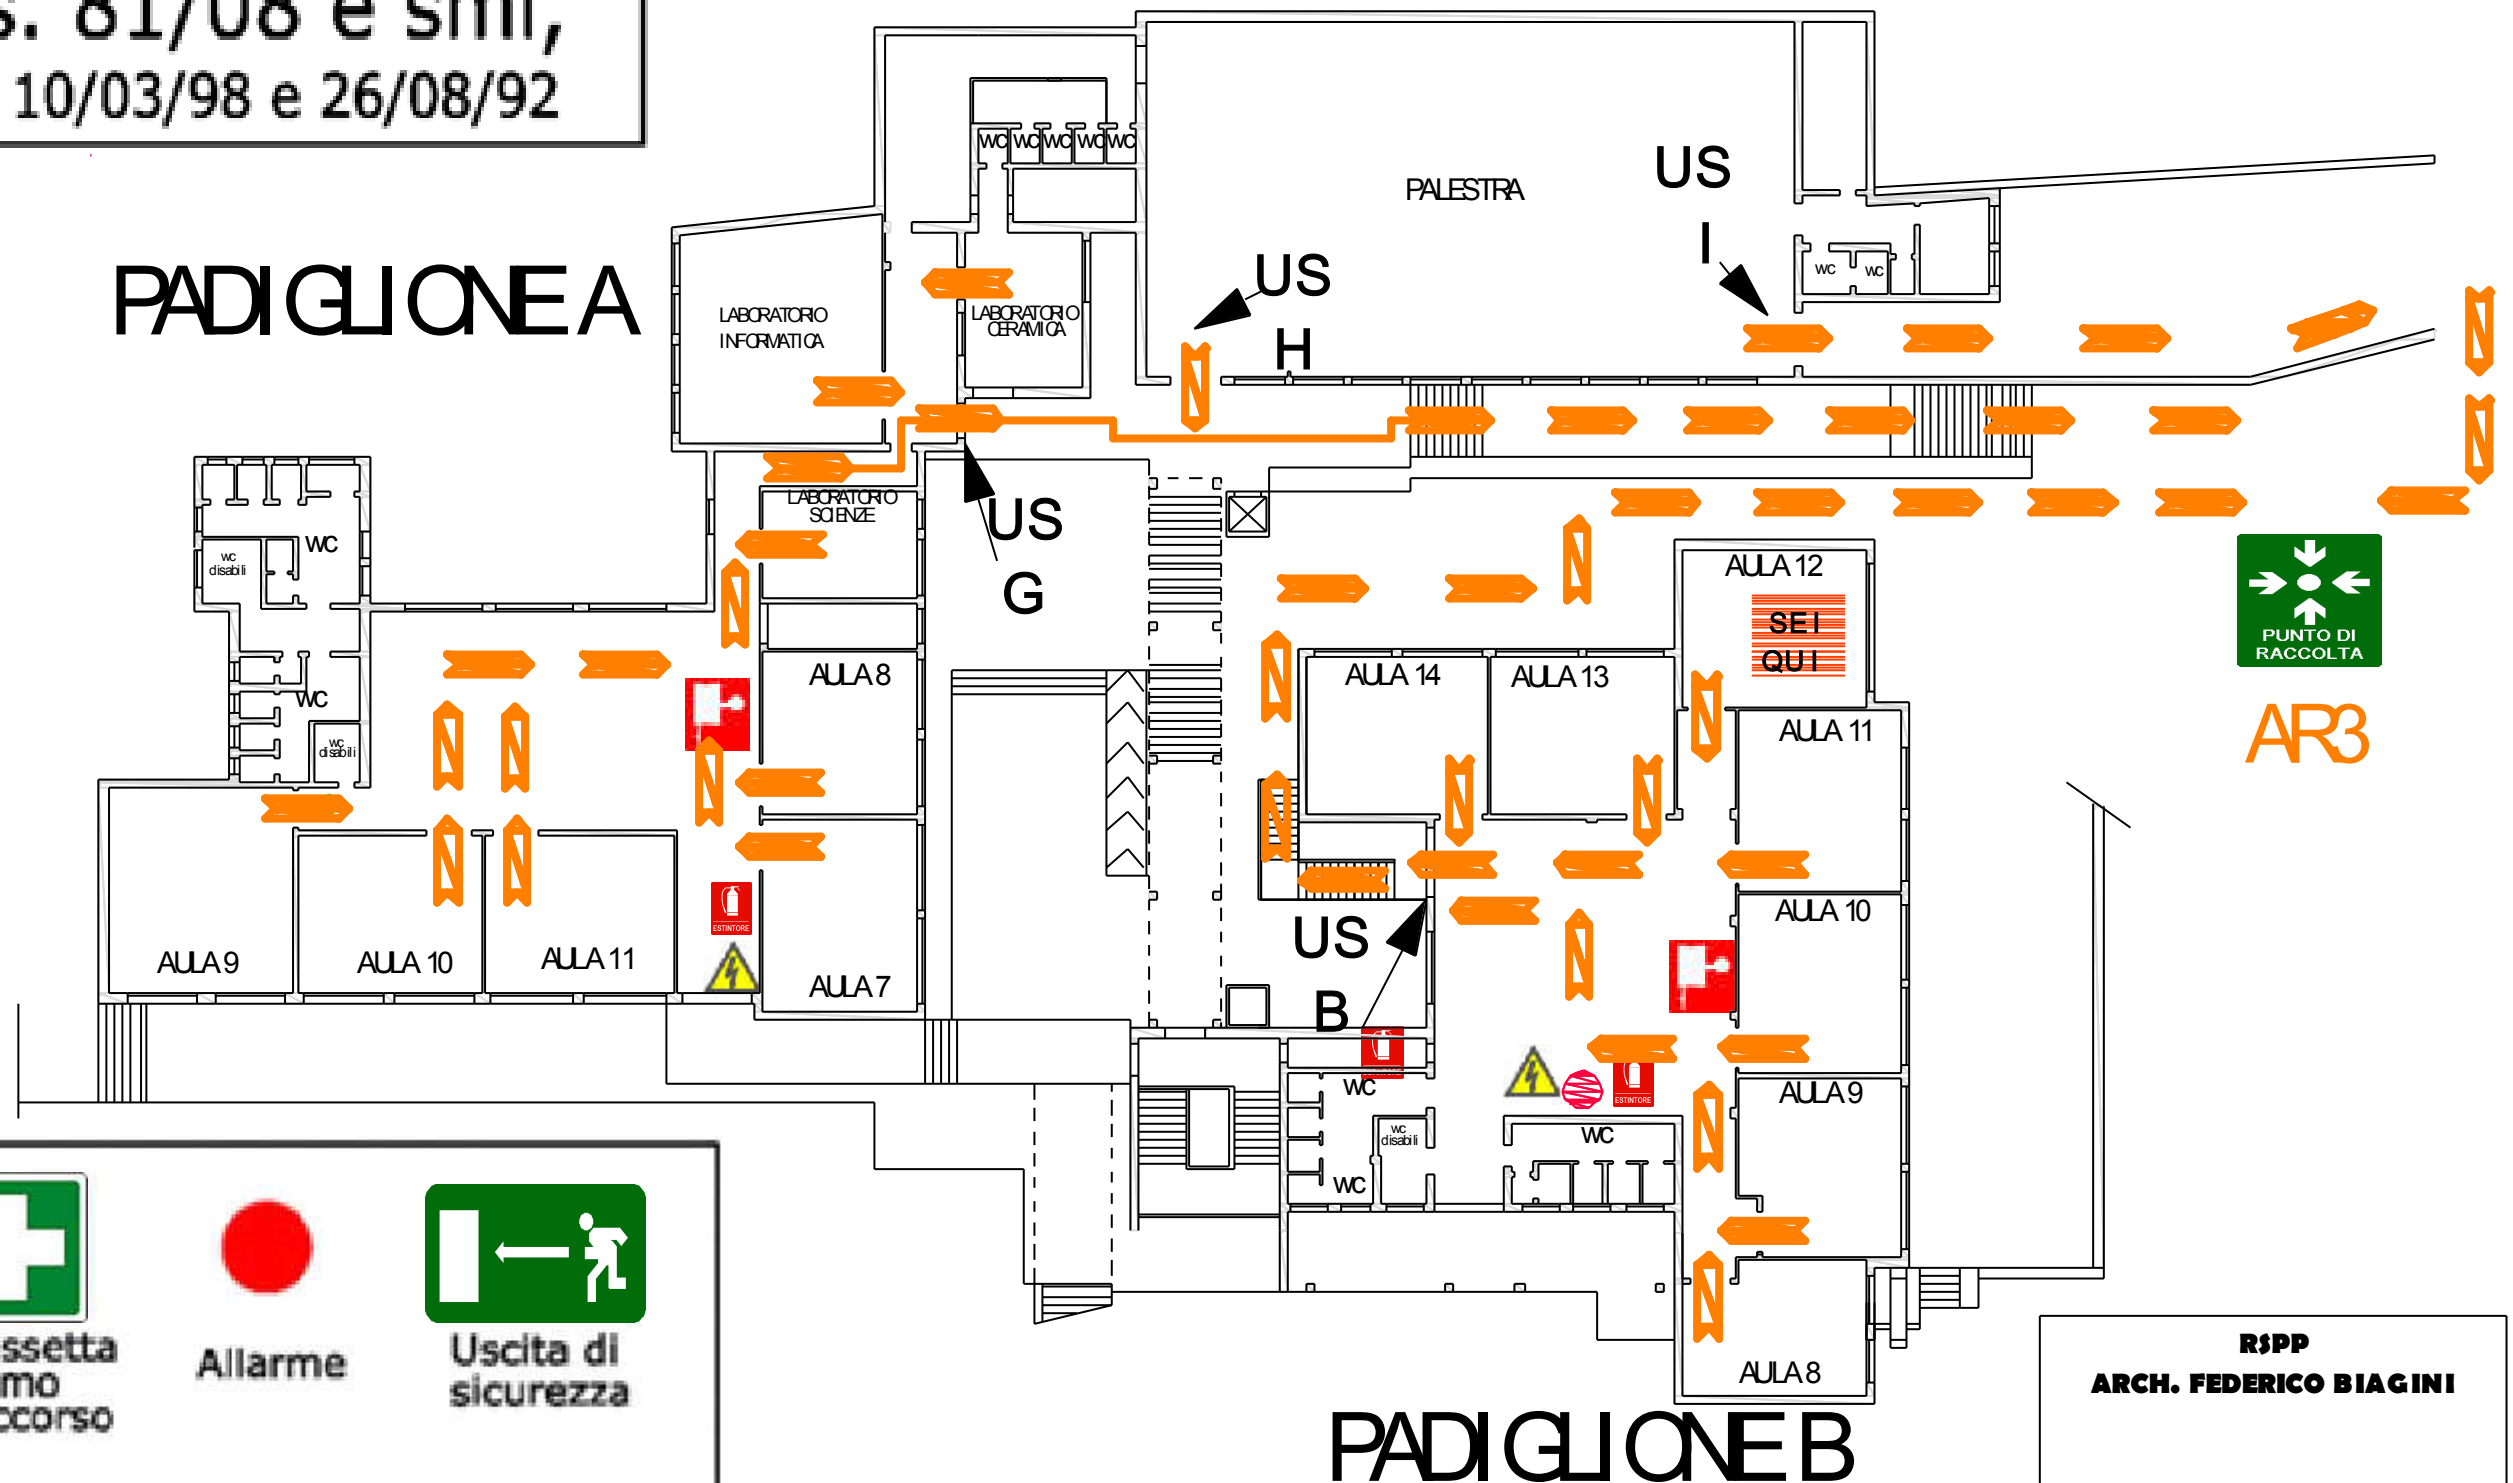 s. 81/08 e smi,
10/03/98 e 26/08/92
PADIGLIONE A
PALESTRA
US
I
US
H
WC WC WC WC WC
WC WC
LABORATORIO
INFORMATICA
LABORATORIO
CERAMICA
LABORATORIO
SCIENZE
US
G
WC
WC
disabili
WC
WC
disabili
AULA 8
AULA 7
AULA 9
AULA 10
AULA 11
ESTINTORE
AULA 12
SEI
QUI
AULA 14
AULA 13
AULA 11
AULA 10
AULA 9
AULA 8
US
B
WC
WC
disabili
WC
WC
ESTINTORE
PUNTO DI
RACCOLTA
AR3
PADIGLIONE B
ssetta
mo
ccorso
Allarme
Uscita di
sicurezza
RSPP
ARCH. FEDERICO BIAGINI